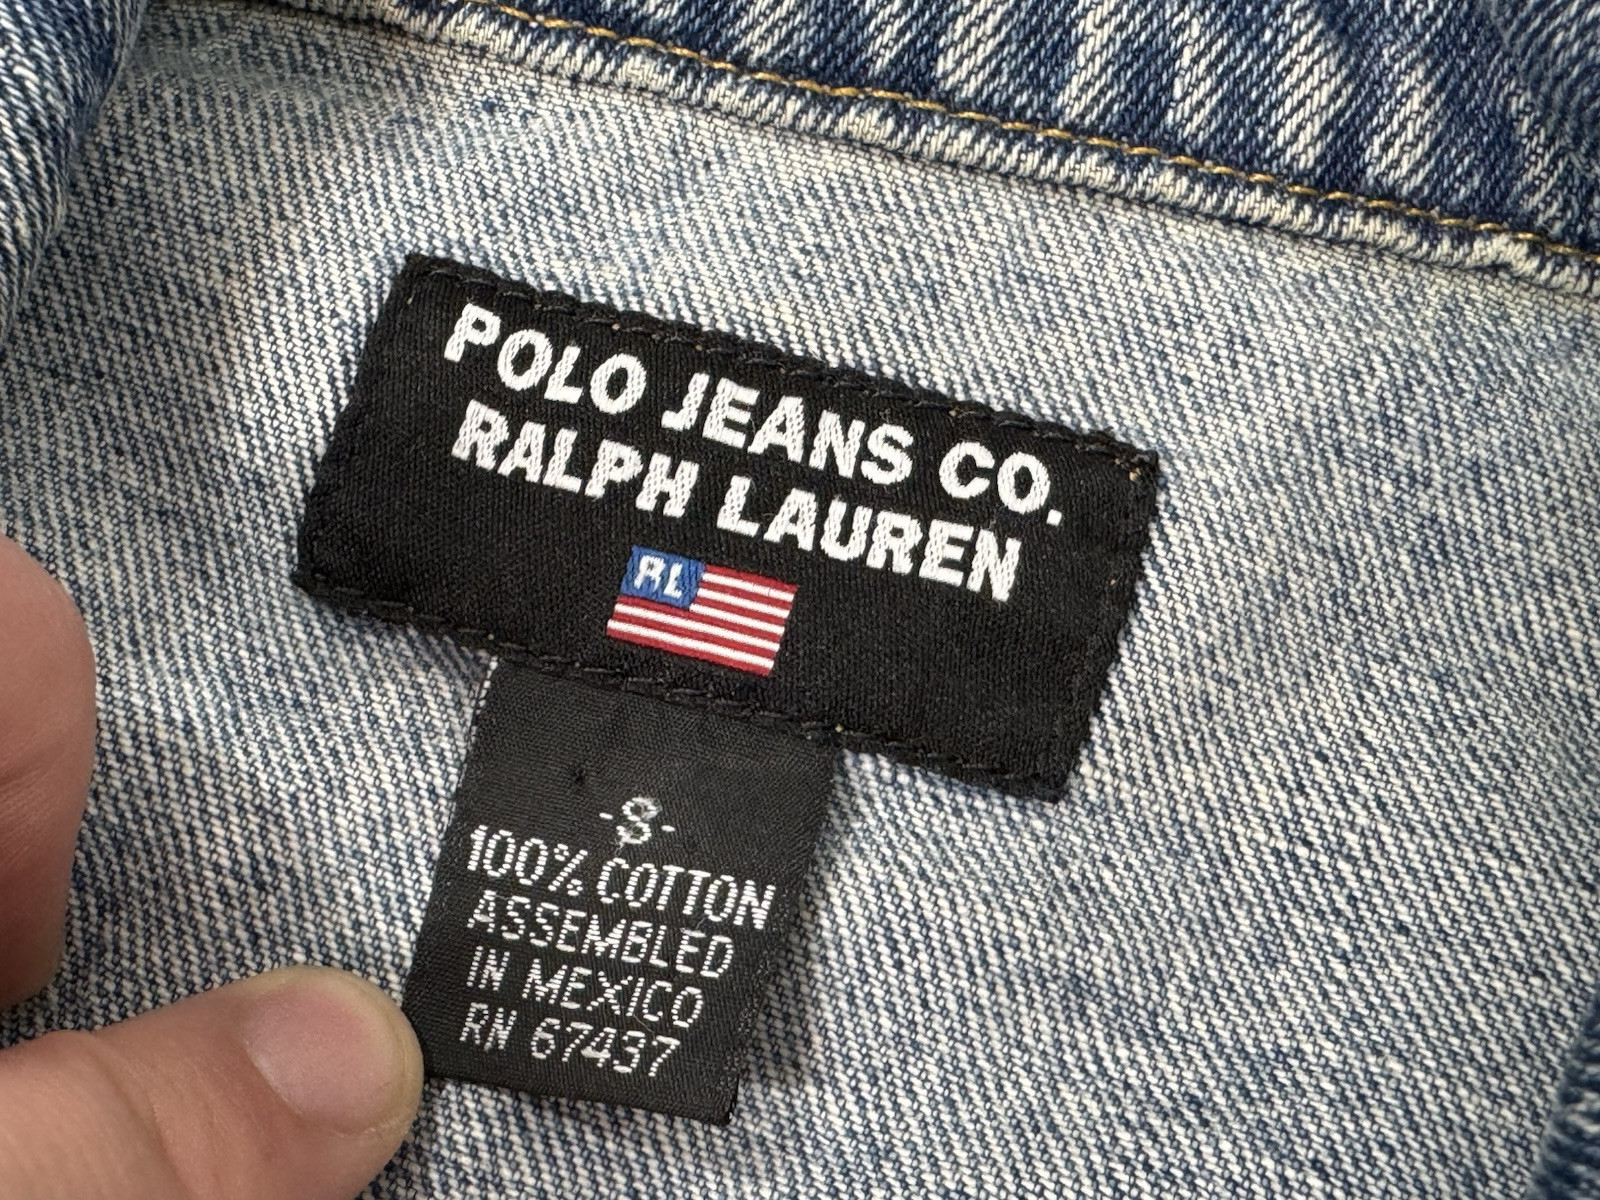 POLO JEANS CO.
RALPH LAUREN
RL
-S-
100% COTTON
ASSEMBLED
IN MEXICO
RN 67437